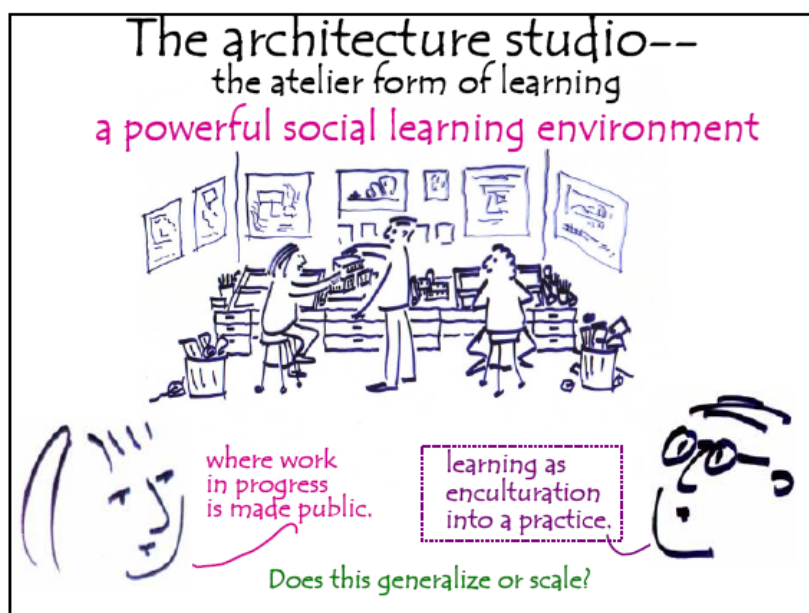 The architecture studio--
the atelier form of learning
a powerful social learning environment
where work
in progress
is made public.
learning as
enculturation
into a practice.
Does this generalize or scale?